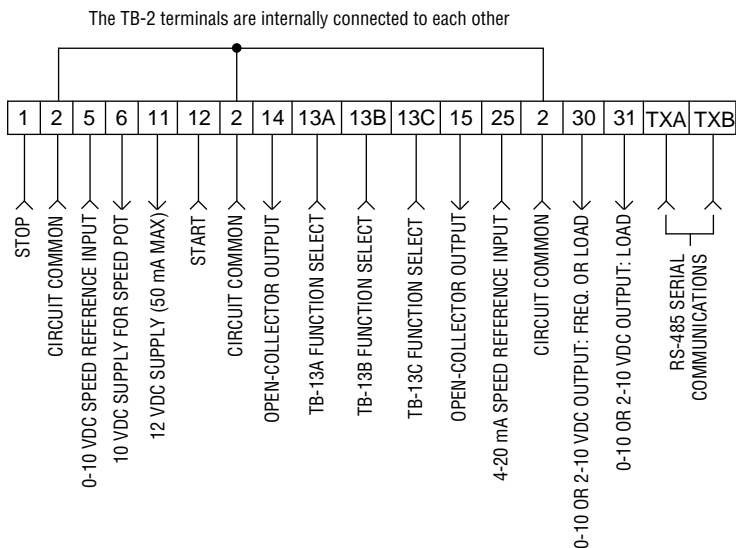 The TB-2 terminals are internally connected to each other
1 2 5 6 11 12 2 14 13A 13B 13C 15 25 2 30 31 TXA TXB
STOP
CIRCUIT COMMON
0-10 VDC SPEED REFERENCE INPUT
10 VDC SUPPLY FOR SPEED POT
12 VDC SUPPLY (50 mA MAX)
START
CIRCUIT COMMON
OPEN-COLLECTOR OUTPUT
TB-13A FUNCTION SELECT
TB-13B FUNCTION SELECT
TB-13C FUNCTION SELECT
OPEN-COLLECTOR OUTPUT
4-20 mA SPEED REFERENCE INPUT
CIRCUIT COMMON
0-10 OR 2-10 VDC OUTPUT: FREQ. OR LOAD
0-10 OR 2-10 VDC OUTPUT: LOAD
RS-485 SERIAL
COMMUNICATIONS